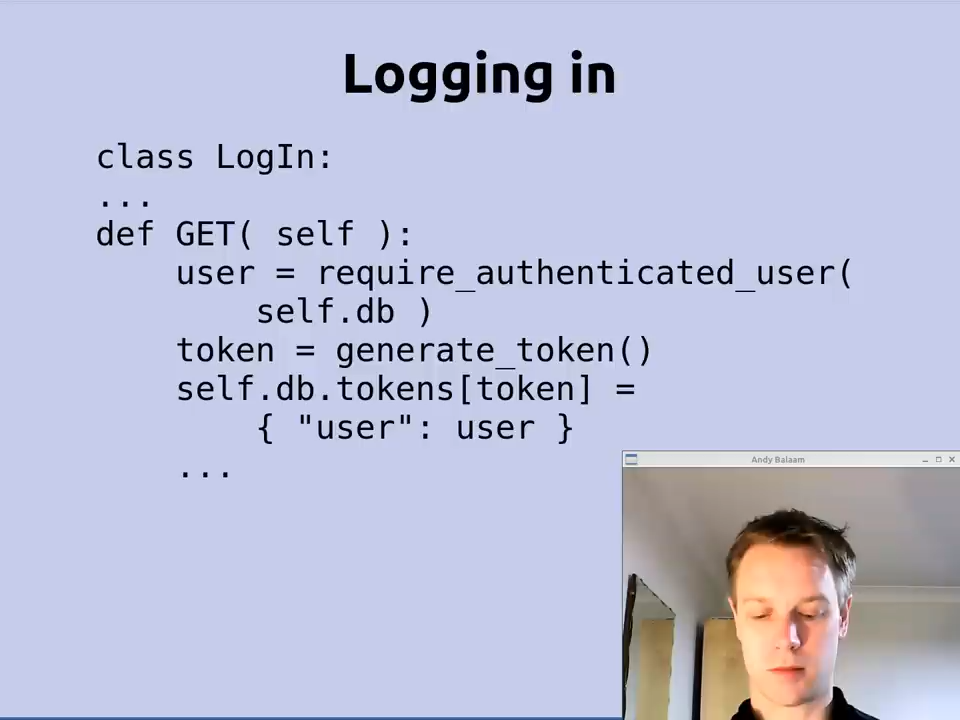 Logging in
class LogIn:
...
def GET( self ):
user = require_authenticated_user(
self.db )
token = generate_token()
self.db.tokens[token] =
{ "user": user }
...
Andy Balaam